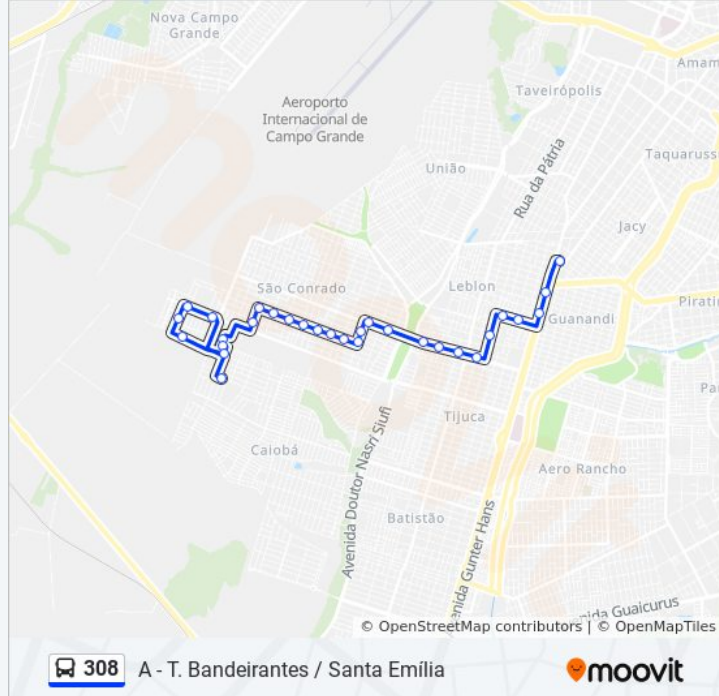 Nova Campo
Grande
Amam
Taveirópolis
Aeroporto
Internacional de
Campo Grande
Rua da Pátria
Taquaruss
União
Jacy
São Conrado
Leblon
Piratin
Guanandi
Avenida Doutor Nasri Siufi
Tijuca
Pa
Caiobá
Aero Rancho
Batistão
enida Gunter Hans
enida Guaicurus
© OpenStreetMap contributors | © OpenMapTiles
308 A - T. Bandeirantes / Santa Emília
moovit